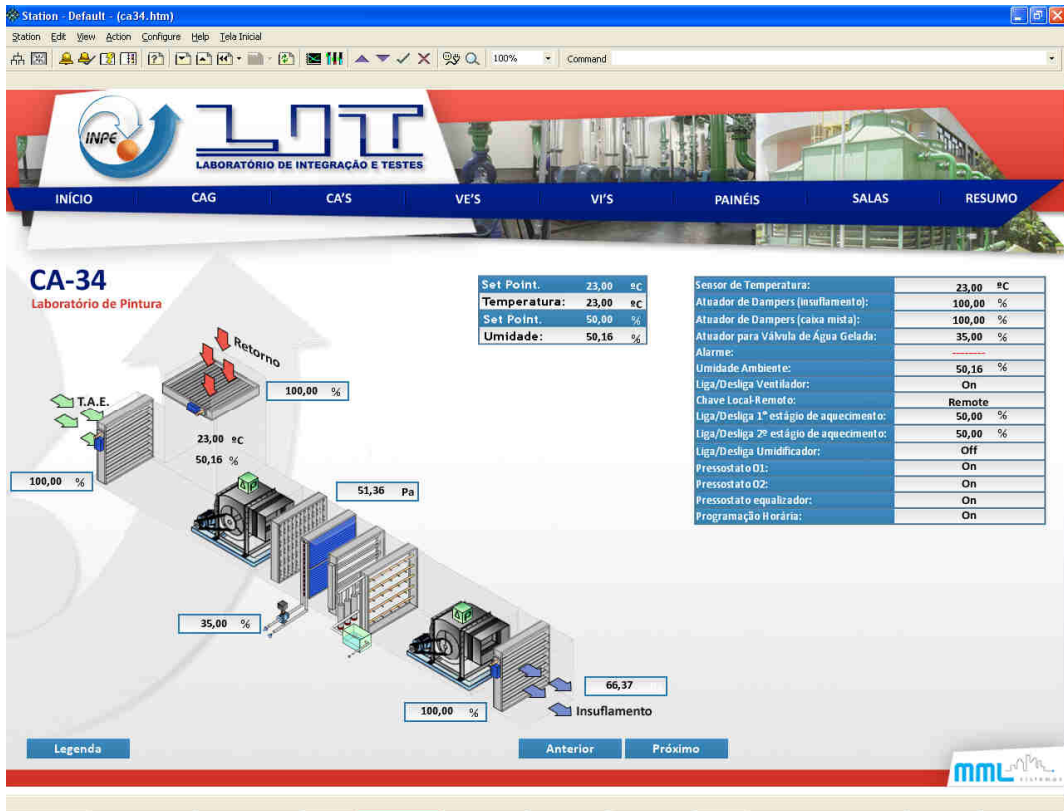 Station - Default - (ca34.htm)
Station Edit View Action Configure Help Tela Inicial
100% Command
INPE LIT
LABORATÓRIO DE INTEGRAÇÃO E TESTES
INÍCIO CAG CA'S VE'S VI'S PAINÉIS SALAS RESUMO
CA-34
Laboratório de Pintura
Set Point. 23,00 ºC
Temperatura: 23,00 ºC
Set Point. 50,00 %
Umidade: 50,16 %
Sensor de Temperatura: 23,00 ºC
Atuador de Dampers (insuflamento): 100,00 %
Atuador de Dampers (caixa mista): 100,00 %
Atuador para Válvula de Água Gelada: 35,00 %
Alarme: --------
Umidade Ambiente: 50,16 %
Liga/Desliga Ventilador: On
Chave Local-Remoto: Remote
Liga/Desliga 1º estágio de aquecimento: 50,00 %
Liga/Desliga 2º estágio de aquecimento: 50,00 %
Liga/Desliga Umidificador: Off
Pressostato 01: On
Pressostato 02: On
Pressostato equalizador: On
Programação Horária: On
Retorno
100,00 %
T.A.E.
23,00 ºC
50,16 %
100,00 %
51,36 Pa
35,00 %
66,37
100,00 %
Insuflamento
Legenda Anterior Próximo
MML sistemas